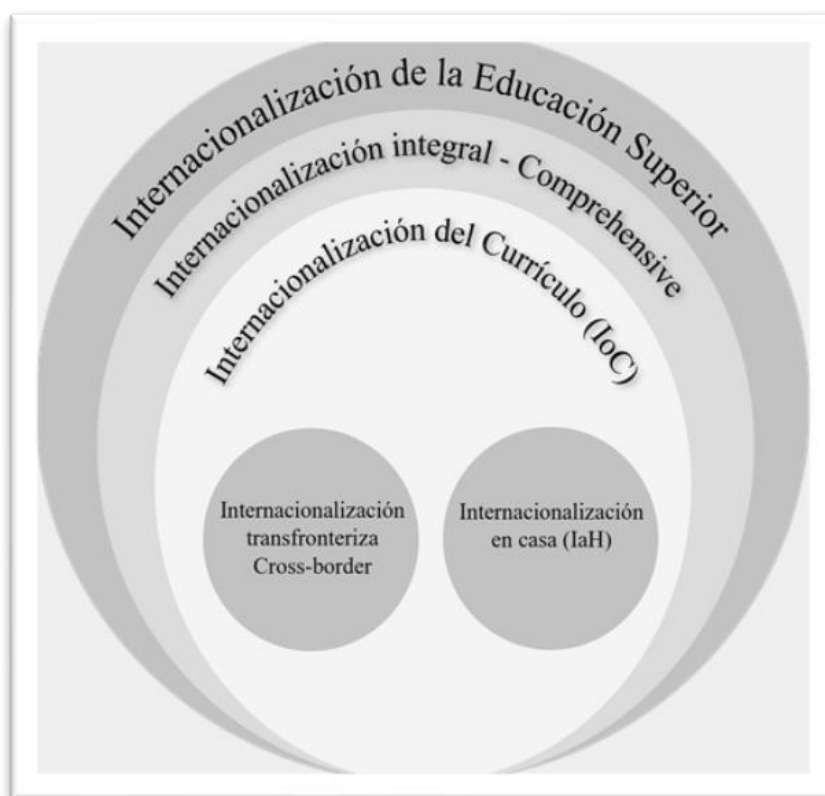 Internacionalización de la Educación Superior
Internacionalización integral - Comprehensive
Internacionalización del Currículo (IoC)
Internacionalización
transfronteriza
Cross-border
Internacionalización
en casa (IaH)